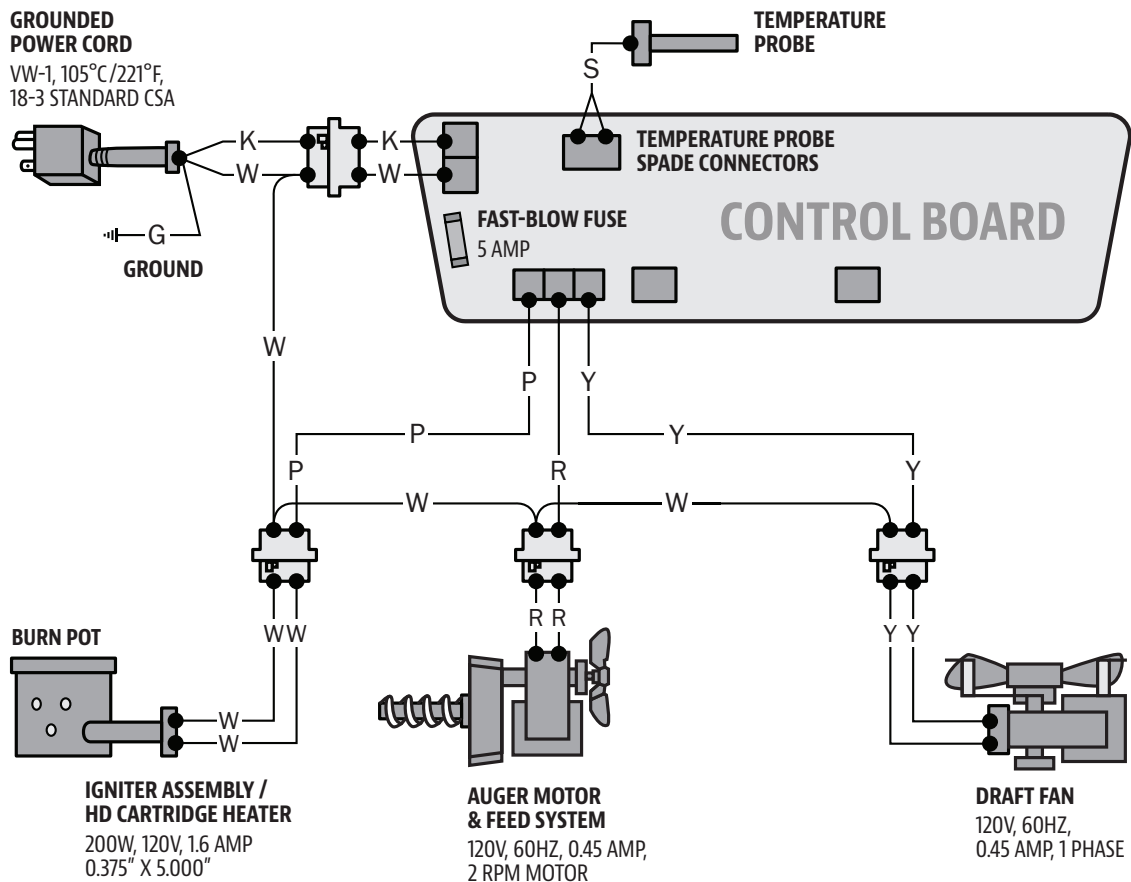 GROUNDED
POWER CORD
VW-1, 105°C/221°F,
18-3 STANDARD CSA
TEMPERATURE
PROBE
S
K
K
W
W
TEMPERATURE PROBE
SPADE CONNECTORS
CONTROL BOARD
FAST-BLOW FUSE
5 AMP
G
GROUND
W
P
Y
P
Y
P
R
Y
W
W
WW
R R
Y Y
BURN POT
W
W
IGNITER ASSEMBLY /
HD CARTRIDGE HEATER
200W, 120V, 1.6 AMP
0.375” X 5.000”
AUGER MOTOR
& FEED SYSTEM
120V, 60HZ, 0.45 AMP,
2 RPM MOTOR
DRAFT FAN
120V, 60HZ,
0.45 AMP, 1 PHASE